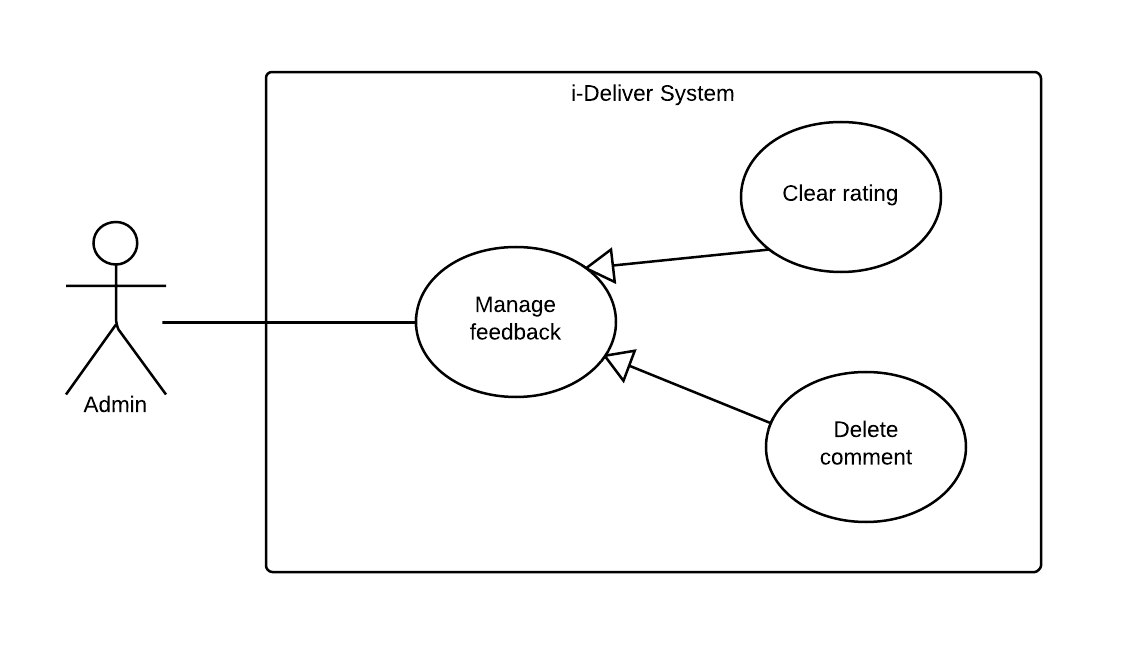 i-Deliver System
Clear rating
Manage
feedback
Admin
Delete
comment